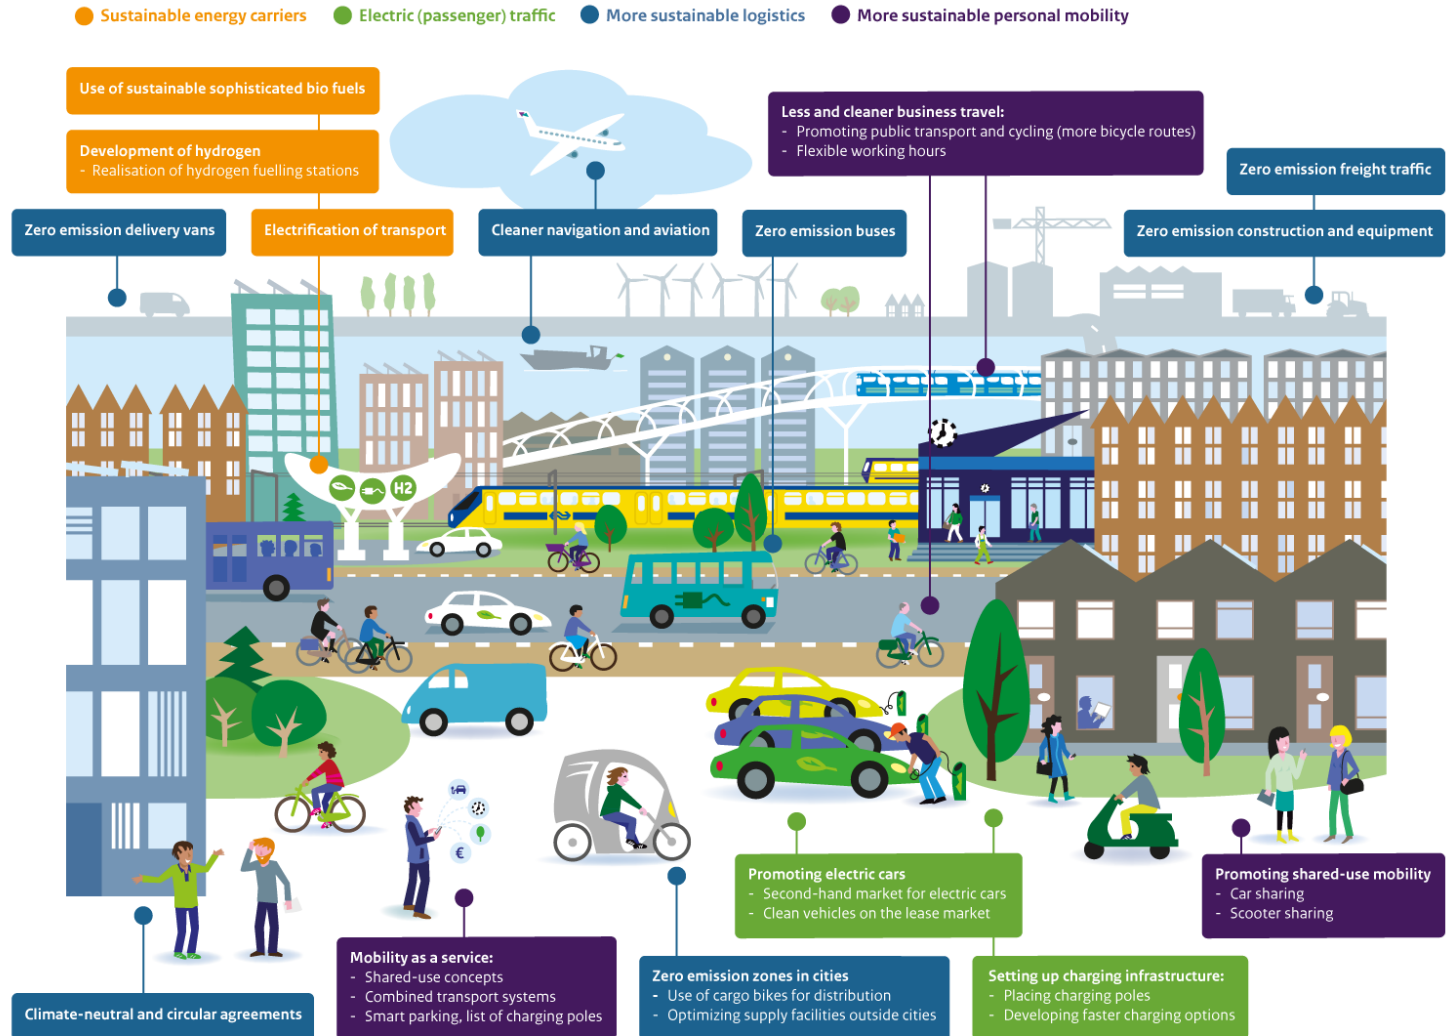 Sustainable energy carriers
Electric (passenger) traffic
More sustainable logistics
More sustainable personal mobility
Use of sustainable sophisticated bio fuels
Development of hydrogen
- Realisation of hydrogen fuelling stations
Less and cleaner business travel:
- Promoting public transport and cycling (more bicycle routes)
- Flexible working hours
Zero emission freight traffic
Zero emission delivery vans
Electrification of transport
Cleaner navigation and aviation
Zero emission buses
Zero emission construction and equipment
H2
€
Promoting electric cars
- Second-hand market for electric cars
- Clean vehicles on the lease market
Promoting shared-use mobility
- Car sharing
- Scooter sharing
Mobility as a service:
- Shared-use concepts
- Combined transport systems
- Smart parking, list of charging poles
Zero emission zones in cities
- Use of cargo bikes for distribution
- Optimizing supply facilities outside cities
Setting up charging infrastructure:
- Placing charging poles
- Developing faster charging options
Climate-neutral and circular agreements